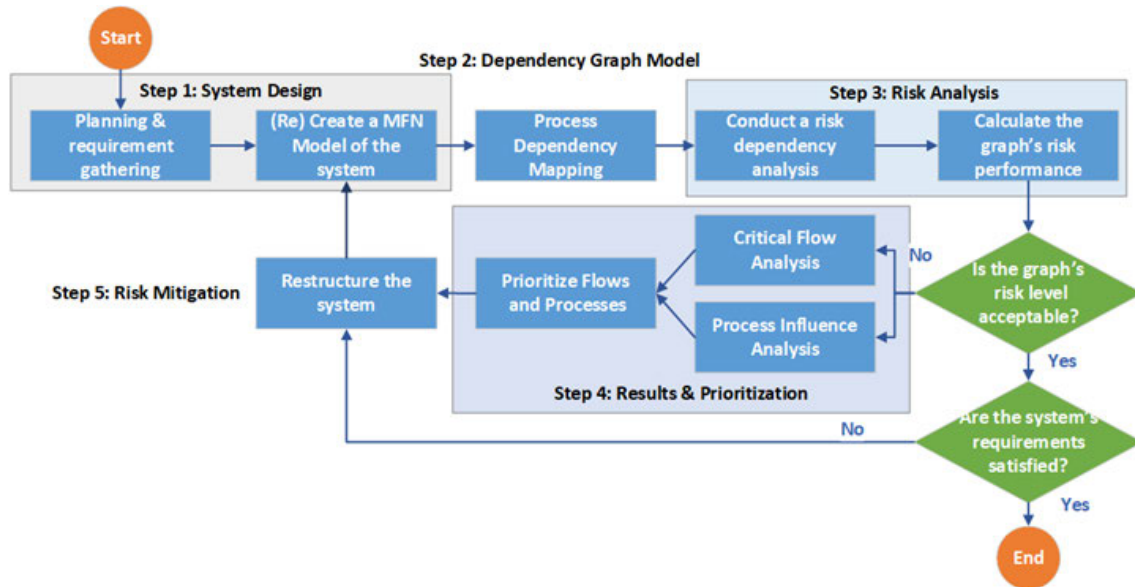 Start
Step 2: Dependency Graph Model
Step 1: System Design
Planning &
requirement
gathering
(Re) Create a MFN
Model of the
system
Process
Dependency
Mapping
Step 3: Risk Analysis
Conduct a risk
dependency
analysis
Calculate the
graph's risk
performance
No
Critical Flow
Analysis
Is the graph's
risk level
acceptable?
Step 5: Risk Mitigation
Restructure the
system
Prioritize Flows
and Processes
Process Influence
Analysis
Yes
Step 4: Results & Prioritization
No
Are the system's
requirements
satisfied?
Yes
End